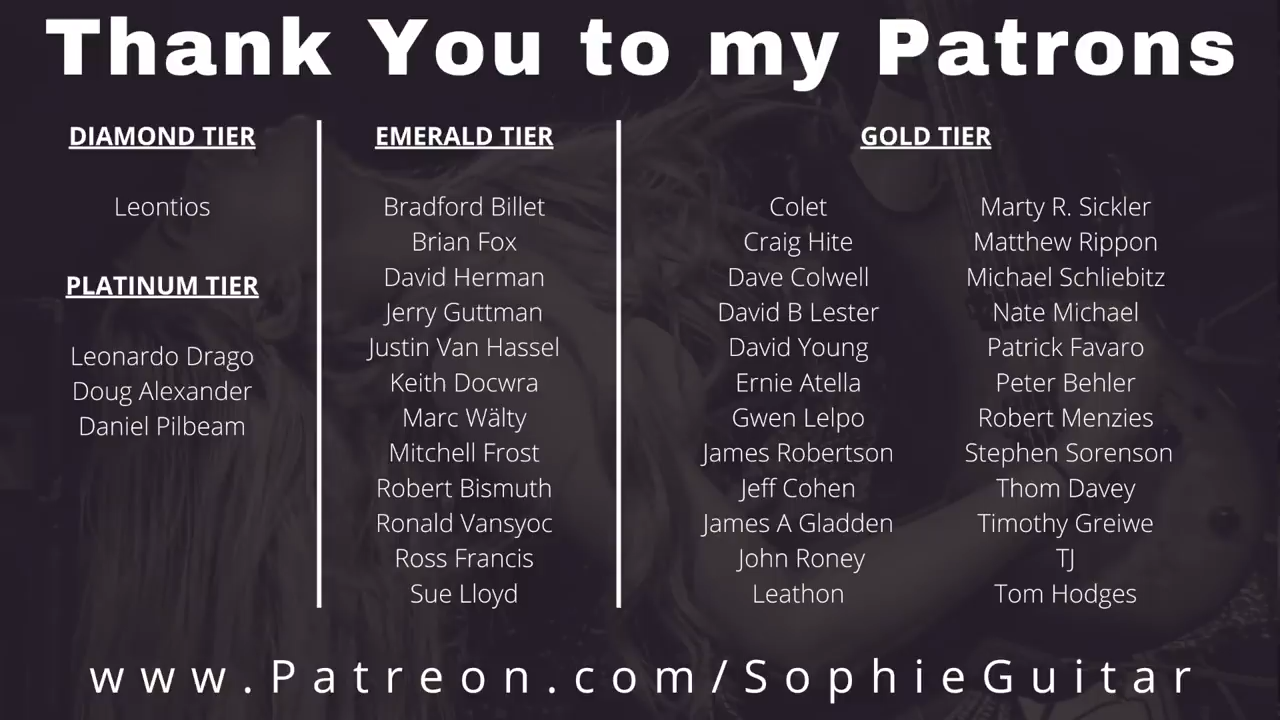 Thank You to my Patrons
DIAMOND TIER
Leontios
PLATINUM TIER
Leonardo Drago
Doug Alexander
Daniel Pilbeam
EMERALD TIER
Bradford Billet
Brian Fox
David Herman
Jerry Guttman
Justin Van Hassel
Keith Docwra
Marc Wälty
Mitchell Frost
Robert Bismuth
Ronald Vansyoc
Ross Francis
Sue Lloyd
GOLD TIER
Colet
Craig Hite
Dave Colwell
David B Lester
David Young
Ernie Atella
Gwen Lelpo
James Robertson
Jeff Cohen
James A Gladden
John Roney
Leathon
Marty R. Sickler
Matthew Rippon
Michael Schliebitz
Nate Michael
Patrick Favaro
Peter Behler
Robert Menzies
Stephen Sorenson
Thom Davey
Timothy Greiwe
TJ
Tom Hodges
www.Patreon.com/SophieGuitar